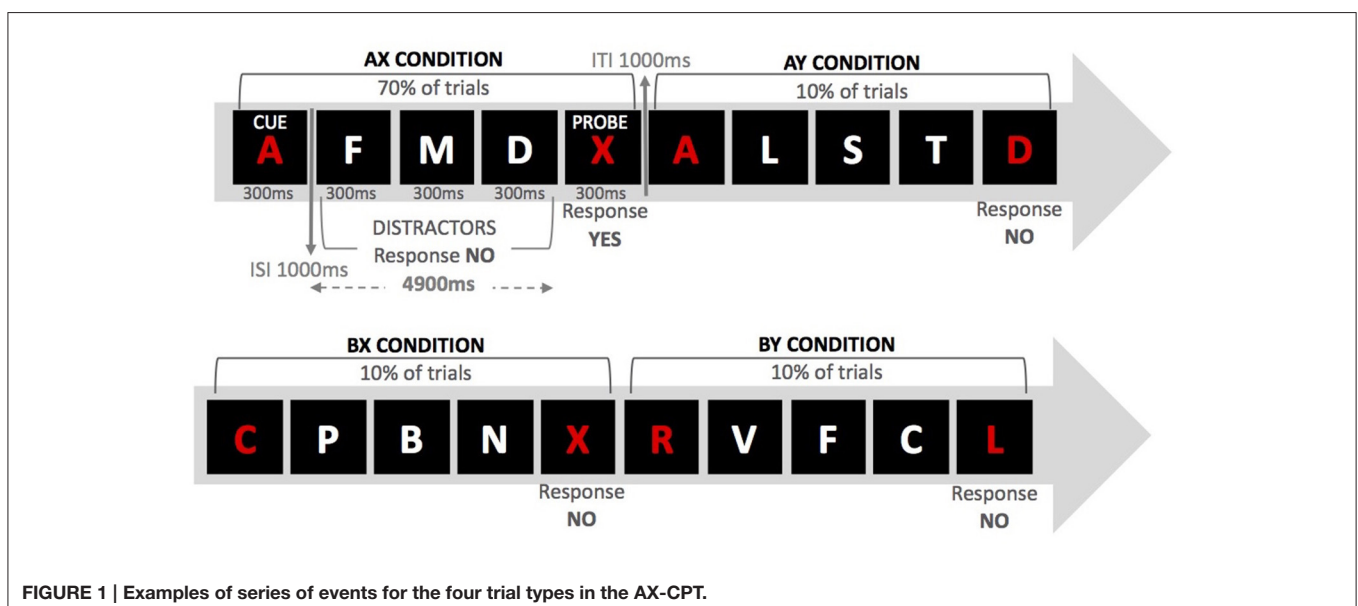 AX CONDITION
70% of trials
ITI 1000ms
AY CONDITION
10% of trials
CUE
A
F
M
D
PROBE
X
A
L
S
T
D
300ms
300ms
300ms
300ms
300ms
Response
YES
Response
NO
DISTRACTORS
Response NO
ISI 1000ms
4900ms
BX CONDITION
10% of trials
BY CONDITION
10% of trials
C
P
B
N
X
R
V
F
C
L
Response
NO
Response
NO
FIGURE 1 | Examples of series of events for the four trial types in the AX-CPT.